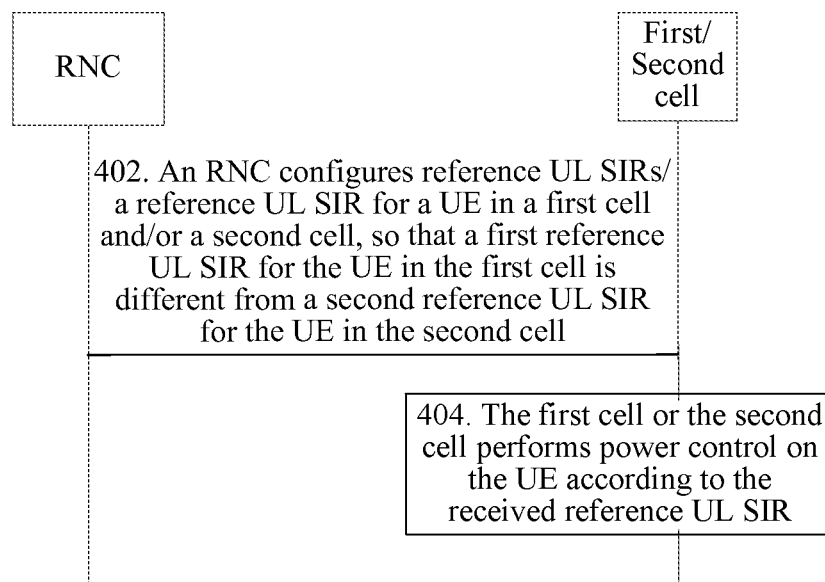 RNC
First/
Second
cell
402. An RNC configures reference UL SIRs/
a reference UL SIR for a UE in a first cell
and/or a second cell, so that a first reference
UL SIR for the UE in the first cell is
different from a second reference UL SIR
for the UE in the second cell
404. The first cell or the second
cell performs power control on
the UE according to the
received reference UL SIR